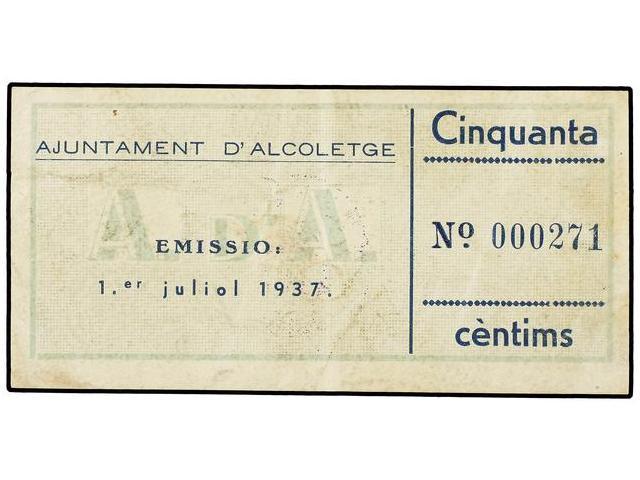 AJUNTAMENT D'ALCOLETGE
A. d'A.
EMISSIO:
1.er juliol 1937.
Cinquanta
Nº 000271
cèntims